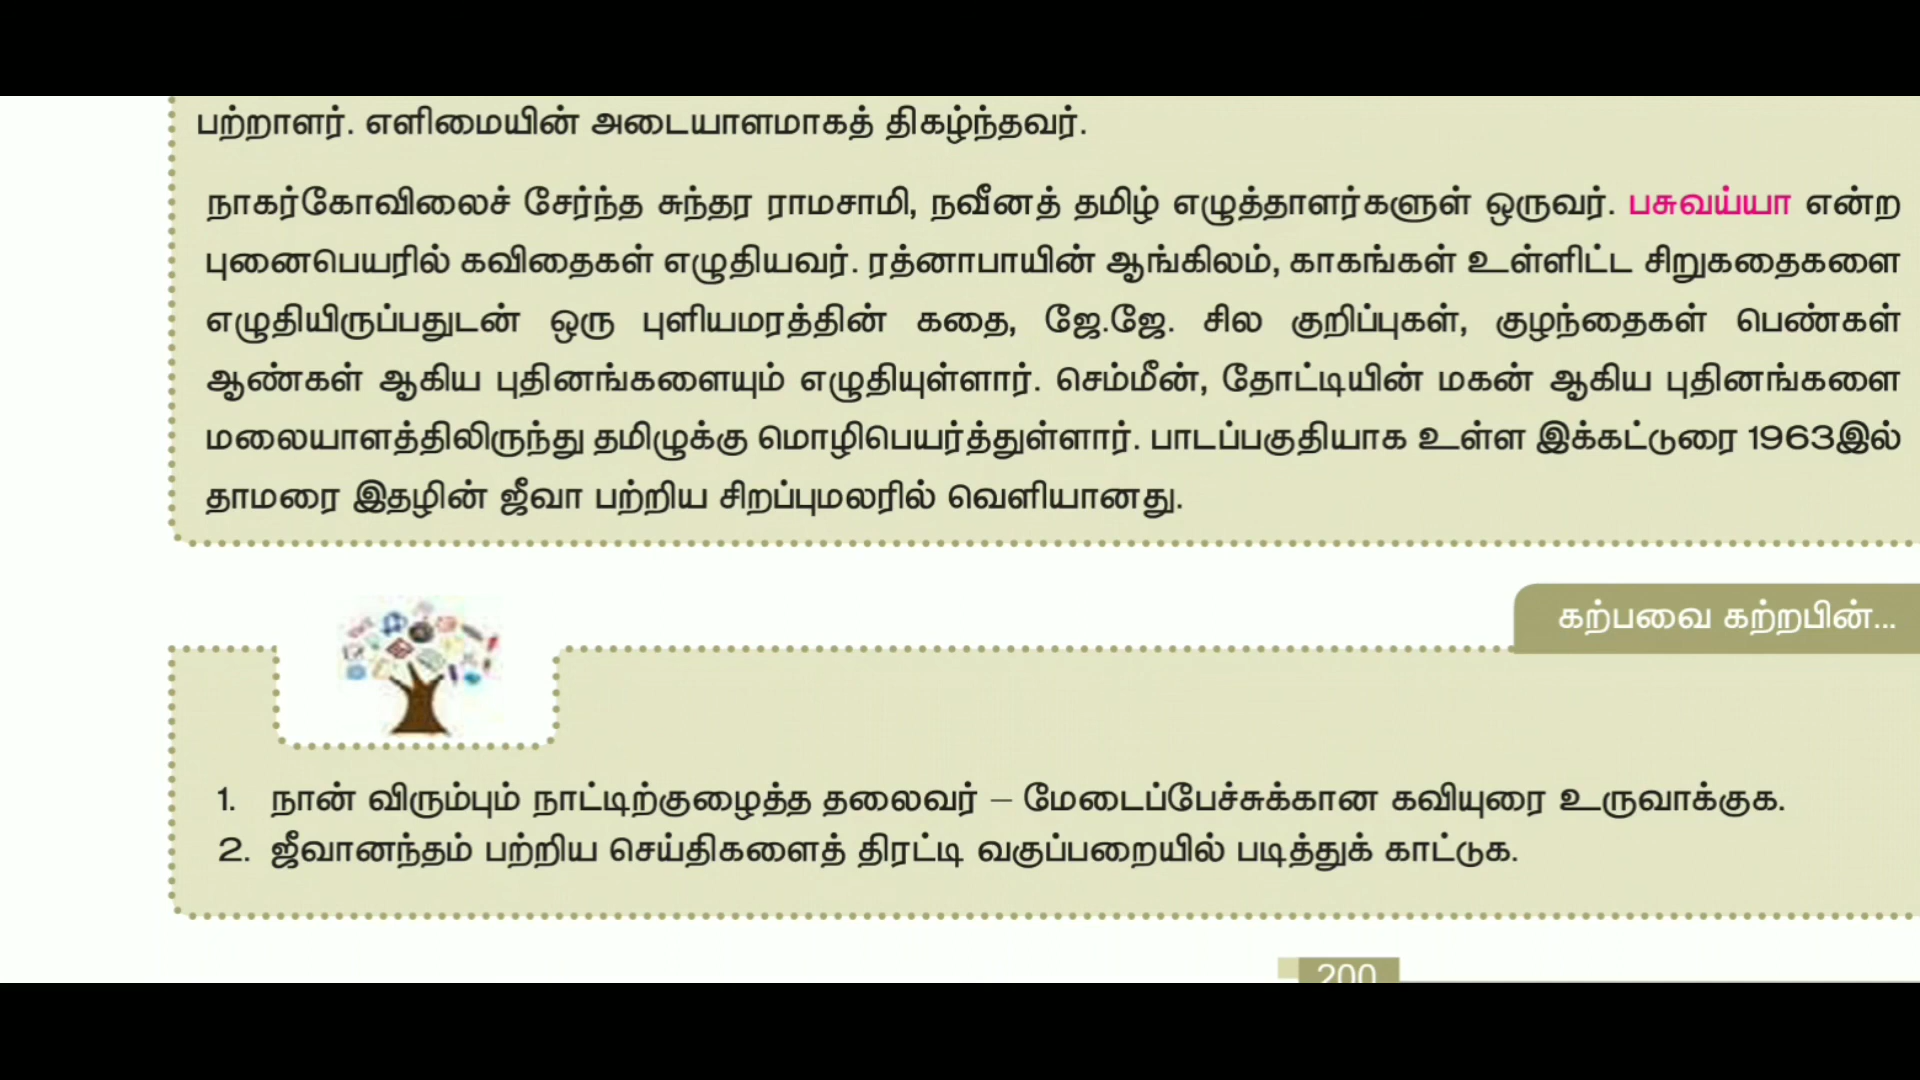 பற்றாளர். எளிமையின் அடையாளமாகத் திகழ்ந்தவர்.
நாகர்கோவிலைச் சேர்ந்த சுந்தர ராமசாமி, நவீனத் தமிழ் எழுத்தாளர்களுள் ஒருவர். பசுவய்யா என்ற
புனைபெயரில் கவிதைகள் எழுதியவர். ரத்னாபாயின் ஆங்கிலம், காகங்கள் உள்ளிட்ட சிறுகதைகளை
எழுதியிருப்பதுடன் ஒரு புளியமரத்தின் கதை, ஜே.ஜே. சில குறிப்புகள், குழந்தைகள் பெண்கள்
ஆண்கள் ஆகிய புதினங்களையும் எழுதியுள்ளார். செம்மீன், தோட்டியின் மகன் ஆகிய புதினங்களை
மலையாளத்திலிருந்து தமிழுக்கு மொழிபெயர்த்துள்ளார். பாடப்பகுதியாக உள்ள இக்கட்டுரை 1963இல்
தாமரை இதழின் ஜீவா பற்றிய சிறப்புமலரில் வெளியானது.
கற்பவை கற்றபின்...
1. நான் விரும்பும் நாட்டிற்குழைத்த தலைவர் – மேடைப்பேச்சுக்கான கவியுரை உருவாக்குக.
2. ஜீவானந்தம் பற்றிய செய்திகளைத் திரட்டி வகுப்பறையில் படித்துக் காட்டுக.
200